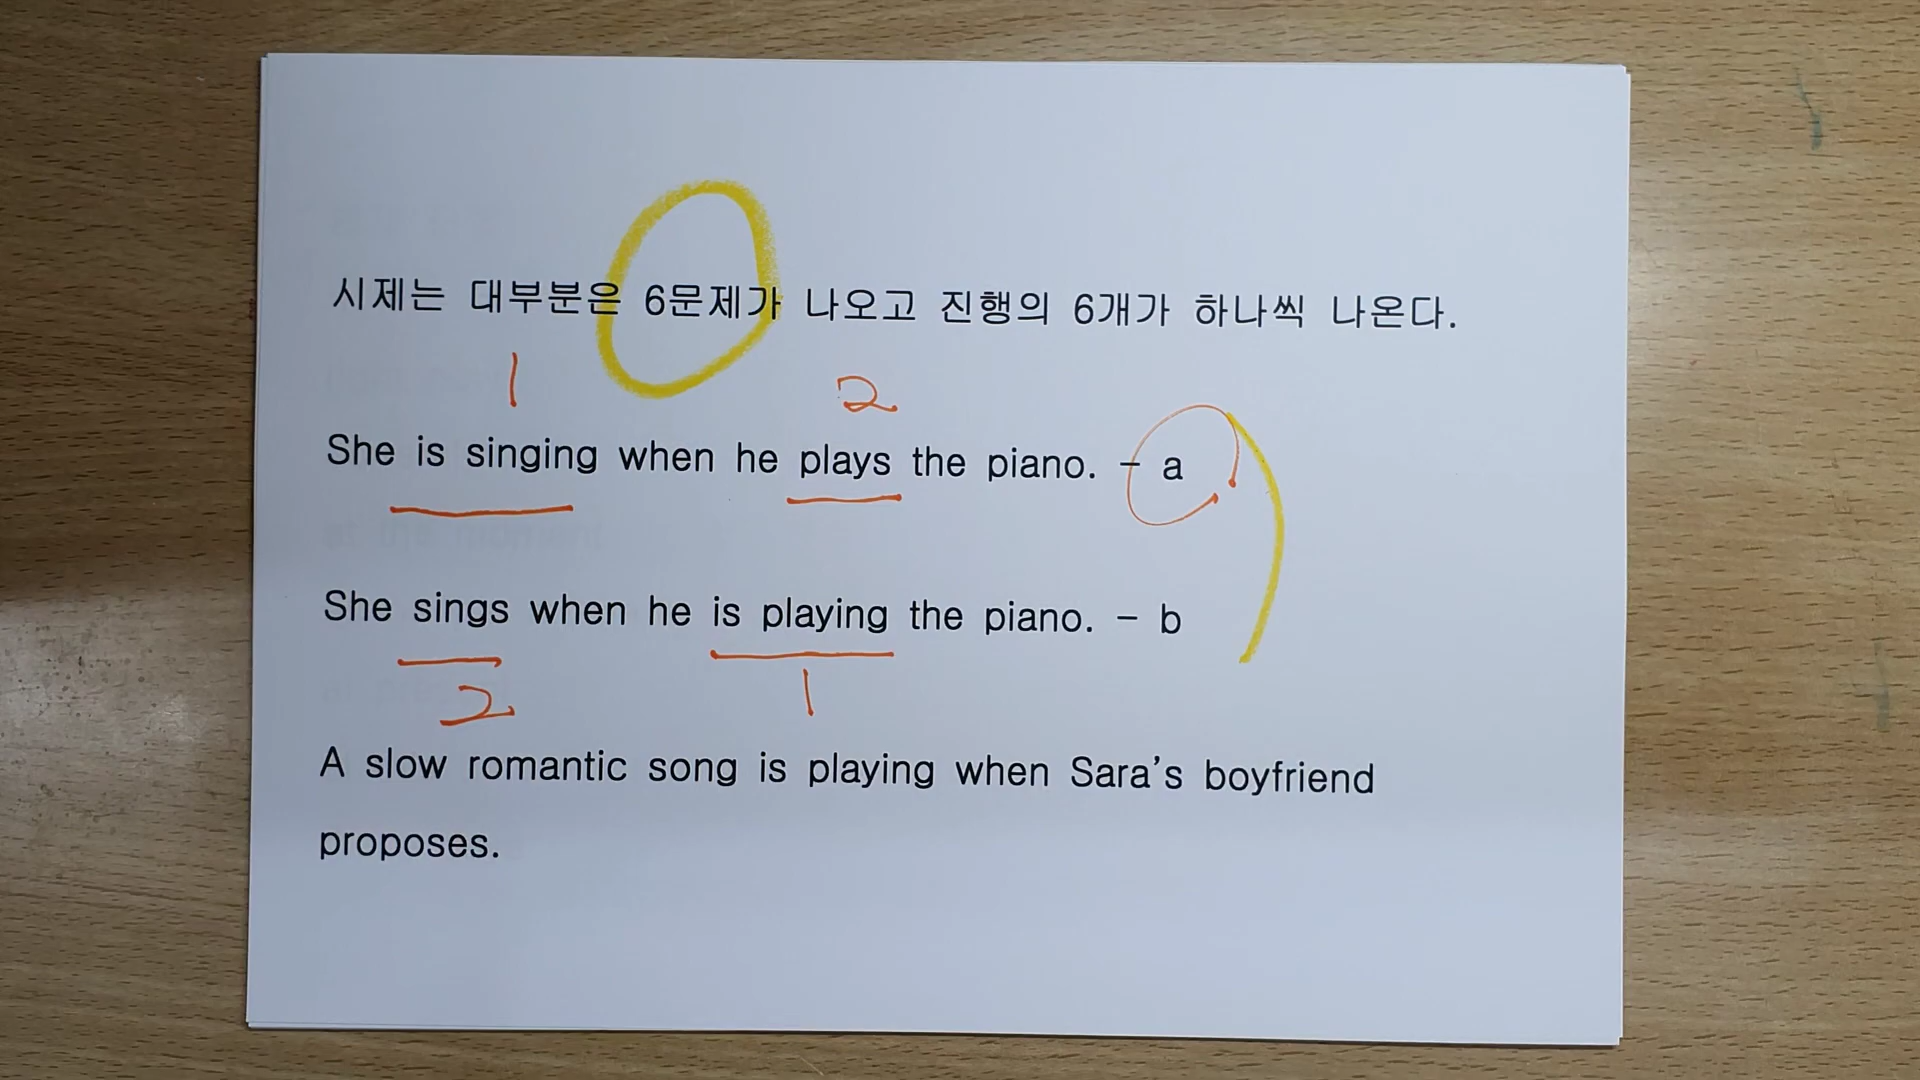 시제는 대부분은 6문제가 나오고 진행의 6개가 하나씩 나온다.
1 2
She is singing when he plays the piano. - a
She sings when he is playing the piano. - b
2 1
A slow romantic song is playing when Sara's boyfriend
proposes.